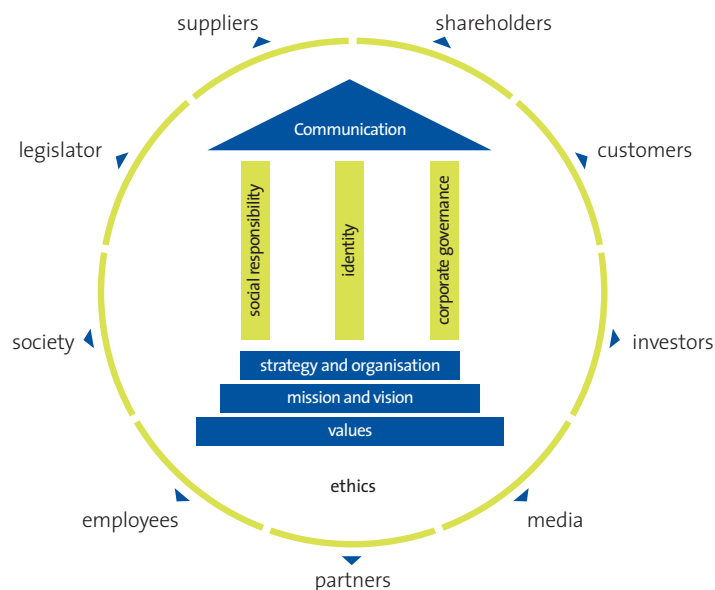 suppliers
shareholders
Communication
legislator
customers
social responsibility
identity
corporate governance
society
investors
strategy and organisation
mission and vision
values
ethics
employees
media
partners